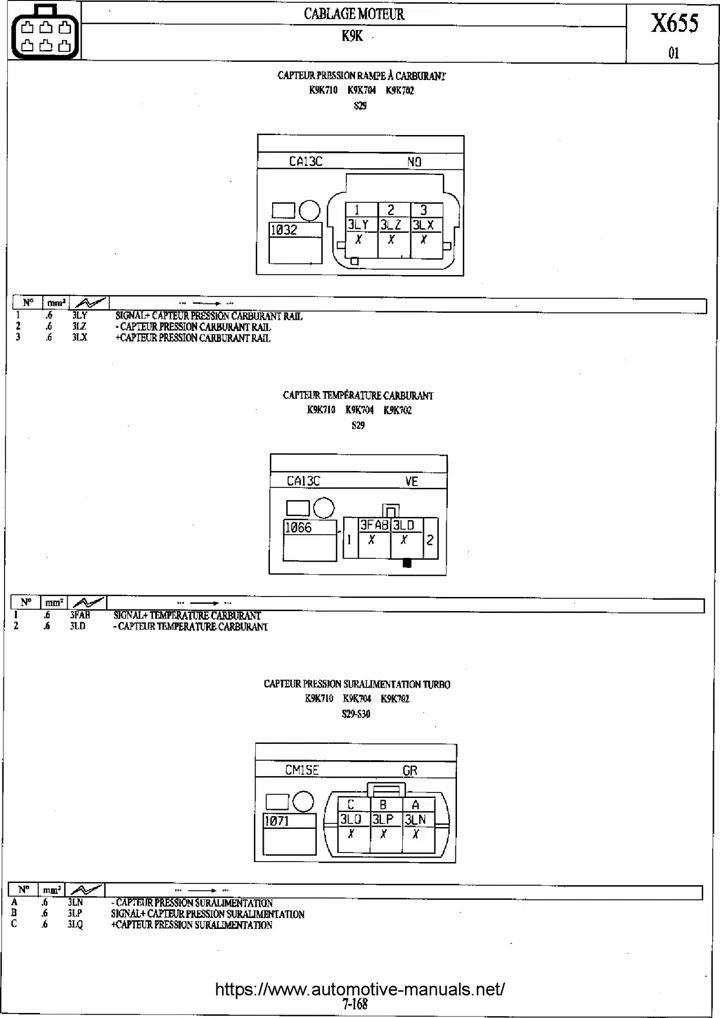 CABLAGE MOTEUR
K9K
X655
01
CAPTEUR PRESSION RAMPE À CARBURANT
K9K710 K9K704 K9K702
S29
CA13C NO
1 2 3
3LY 3LZ 3LX
X X X
1032
N° mm² ... ...
1 .6 3LY SIGNAL+ CAPTEUR PRESSION CARBURANT RAIL
2 .6 3LZ - CAPTEUR PRESSION CARBURANT RAIL
3 .6 3LX +CAPTEUR PRESSION CARBURANT RAIL
CAPTEUR TEMPÉRATURE CARBURANT
K9K710 K9K704 K9K702
S29
CA13C VE
1066
3FAB 3LD
1 X X 2
N° mm² ... ...
1 .6 3FAB SIGNAL+ TEMPERATURE CARBURANT
2 .6 3LD - CAPTEUR TEMPERATURE CARBURANT
CAPTEUR PRESSION SURALIMENTATION TURBO
K9K710 K9K704 K9K702
S29-S30
CM1SE GR
C B A
1071
3LQ 3LP 3LN
X X X
N° mm² ... ...
A .6 3LN - CAPTEUR PRESSION SURALIMENTATION
B .6 3LP SIGNAL+ CAPTEUR PRESSION SURALIMENTATION
C .6 3LQ +CAPTEUR PRESSION SURALIMENTATION
https://www.automotive-manuals.net/
7-168